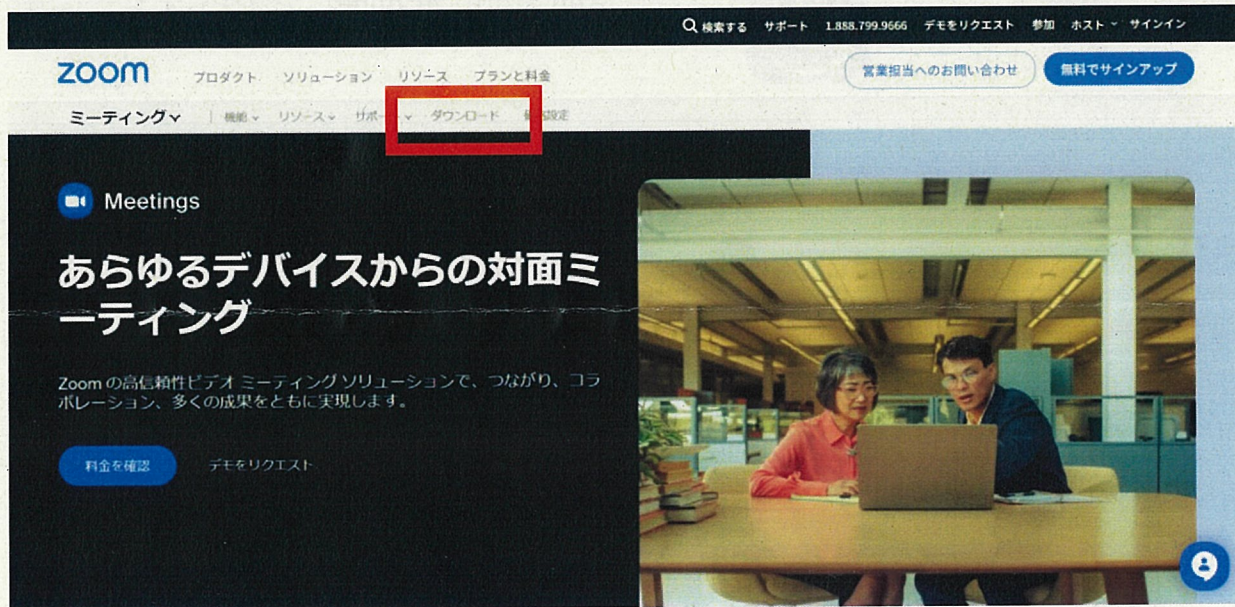 検索する サポート 1.888.799.9666 デモをリクエスト 参加 ホスト サインイン
zoom プロダクト ソリューション リソース プランと料金 営業担当へのお問い合わせ 無料でサインアップ
ミーティング 機能 リソース サポー ダウンロード 設定
Meetings
あらゆるデバイスからの対面ミ
ーティング
Zoom の高信頼性ビデオ ミーティング ソリューションで、つながり、コラ
ボレーション、多くの成果をともに実現します。
料金を確認 デモをリクエスト